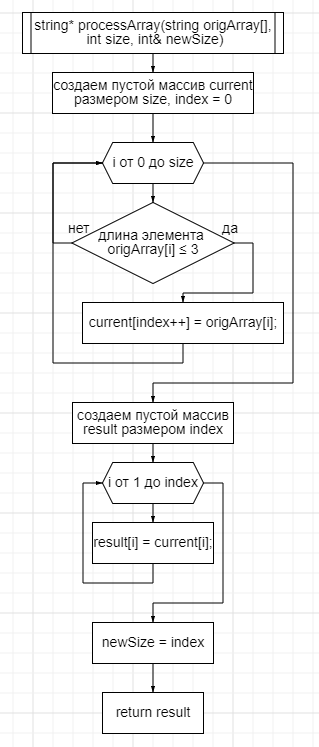 string* processArray(string origArray[],
int size, int& newSize)
создаем пустой массив current
размером size, index = 0
i от 0 до size
нет
да
длина элемента
origArray[i] ≤ 3
current[index++] = origArray[i];
создаем пустой массив
result размером index
i от 1 до index
result[i] = current[i];
newSize = index
return result